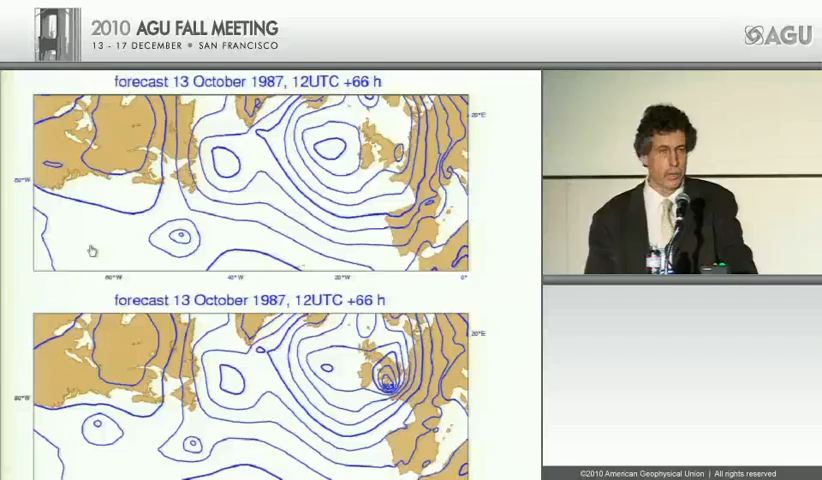 2010 AGU FALL MEETING
13 - 17 DECEMBER • SAN FRANCISCO
AGU
forecast 13 October 1987, 12UTC +66 h
20°E
60°W
40°W
20°W
0°
forecast 13 October 1987, 12UTC +66 h
20°E
©2010 American Geophysical Union | All rights reserved